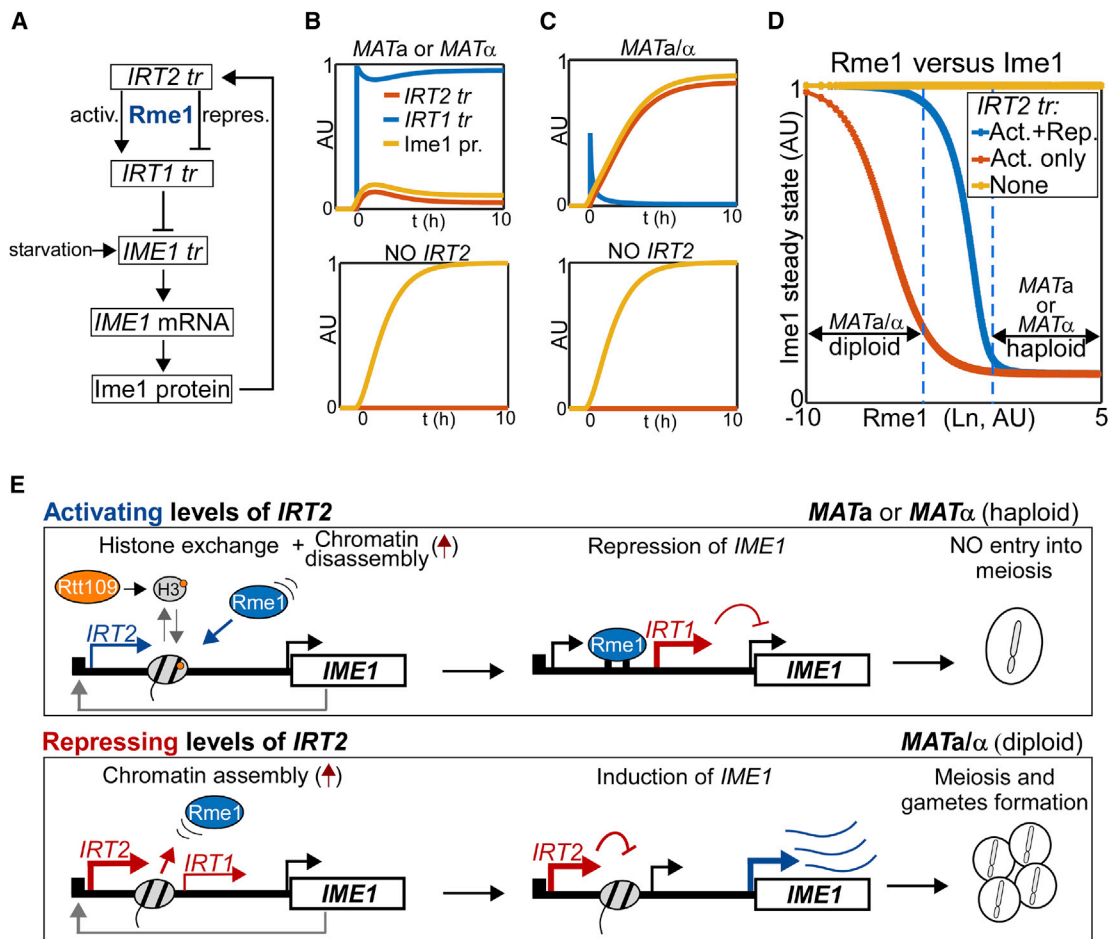 A
IRT2 tr
activ. Rme1 repres.
IRT1 tr
starvation
IME1 tr
IME1 mRNA
Ime1 protein
B
MATa or MATα
1
IRT2 tr
IRT1 tr
Ime1 pr.
AU
0
0
t (h)
10
NO IRT2
1
AU
0
0
t (h)
10
C
MATa/α
1
AU
0
0
t (h)
10
NO IRT2
1
AU
0
0
t (h)
10
D
Rme1 versus Ime1
1
IRT2 tr:
Act.+Rep.
Act. only
None
Ime1 steady state (AU)
MATa/α
diploid
MATa
or
MATα
haploid
0
-10
Rme1 (Ln, AU)
5
E
Activating levels of IRT2
MATa or MATα (haploid)
Histone exchange + Chromatin
disassembly (↑)
Rtt109
H3
Rme1
IRT2
IME1
Repression of IME1
Rme1
IRT1
IME1
NO entry into
meiosis
Repressing levels of IRT2
MATa/α (diploid)
Chromatin assembly (↑)
Rme1
IRT2
IRT1
IME1
Induction of IME1
IRT2
IME1
Meiosis and
gametes formation